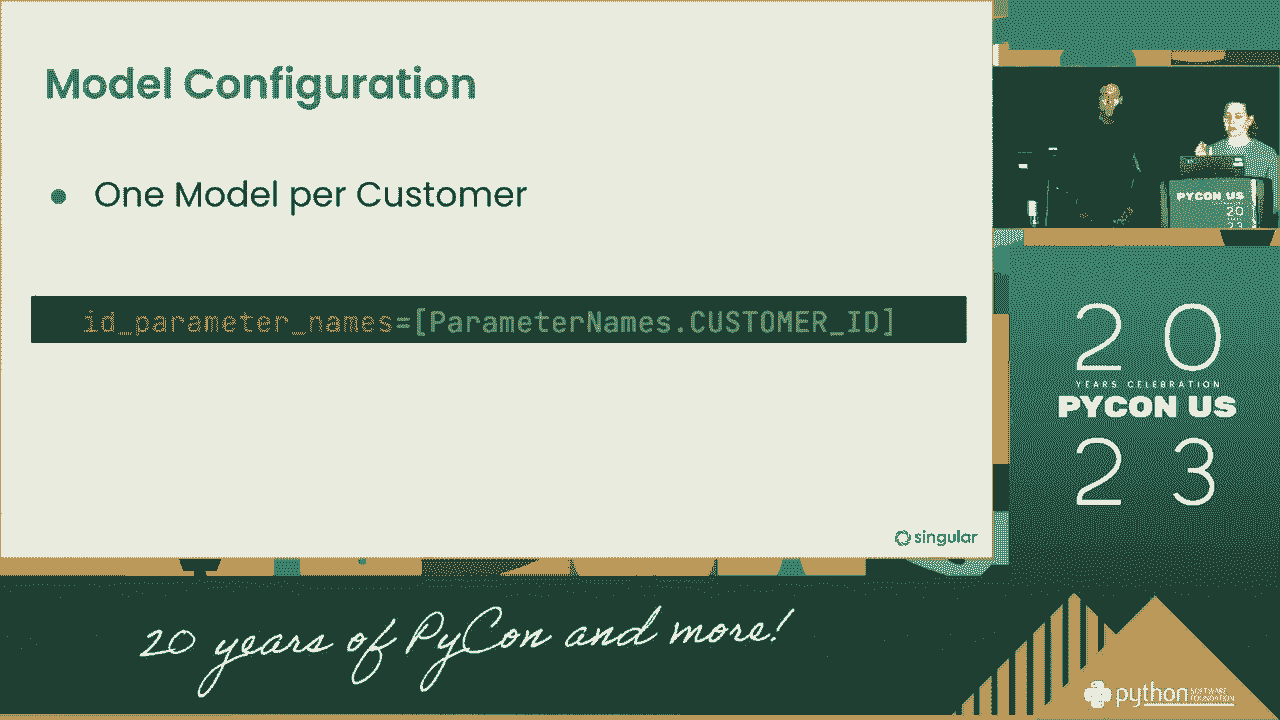 Model Configuration
One Model per Customer
id_parameter_names=[ParameterNames.CUSTOMER_ID]
singular
PYCON US
20
23
20
YEARS CELEBRATION
PYCON US
23
20 years of PyCon and more!
python
SOFTWARE
FOUNDATION